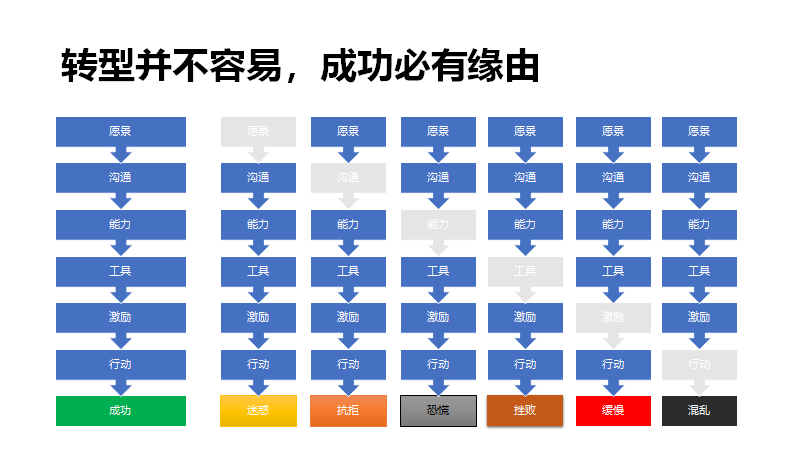 转型并不容易，成功必有缘由
愿景 愿景 愿景 愿景 愿景 愿景 愿景
沟通 沟通 沟通 沟通 沟通 沟通 沟通
能力 能力 能力 能力 能力 能力 能力
工具 工具 工具 工具 工具 工具 工具
激励 激励 激励 激励 激励 激励 激励
行动 行动 行动 行动 行动 行动 行动
成功 迷惑 抗拒 恐慌 挫败 缓慢 混乱